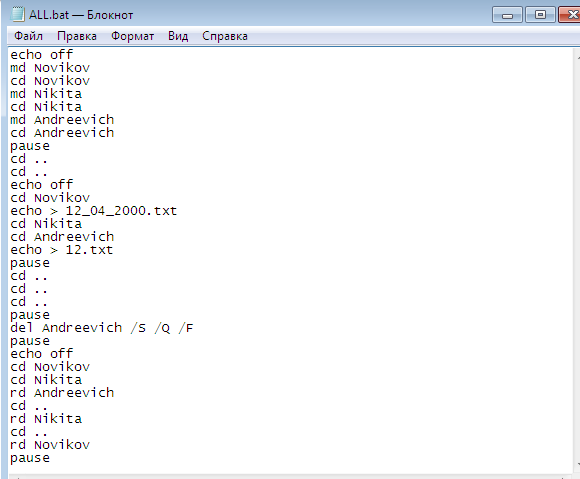 ALL.bat — Блокнот
Файл Правка Формат Вид Справка
echo off
md Novikov
cd Novikov
md Nikita
cd Nikita
md Andreevich
cd Andreevich
pause
cd ..
cd ..
echo off
cd Novikov
echo > 12_04_2000.txt
cd Nikita
cd Andreevich
echo > 12.txt
pause
cd ..
cd ..
cd ..
pause
del Andreevich /S /Q /F
pause
echo off
cd Novikov
cd Nikita
rd Andreevich
cd ..
rd Nikita
cd ..
rd Novikov
pause